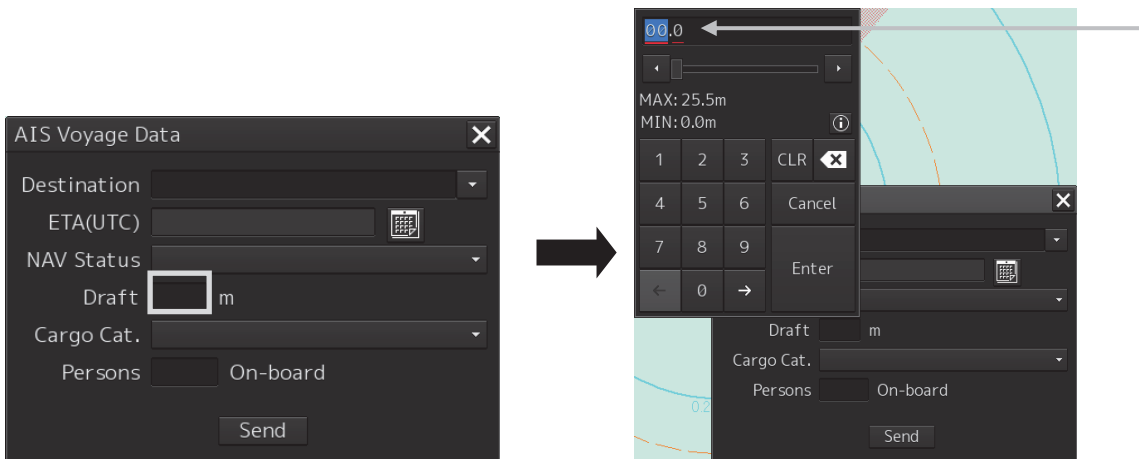 AIS Voyage Data
Destination
ETA(UTC)
NAV Status
Draft m
Cargo Cat.
Persons On-board
Send
00.0
MAX: 25.5m
MIN: 0.0m
1 2 3 CLR
4 5 6 Cancel
7 8 9
Enter
← 0 →
Draft m
Cargo Cat.
Persons On-board
Send
0.2